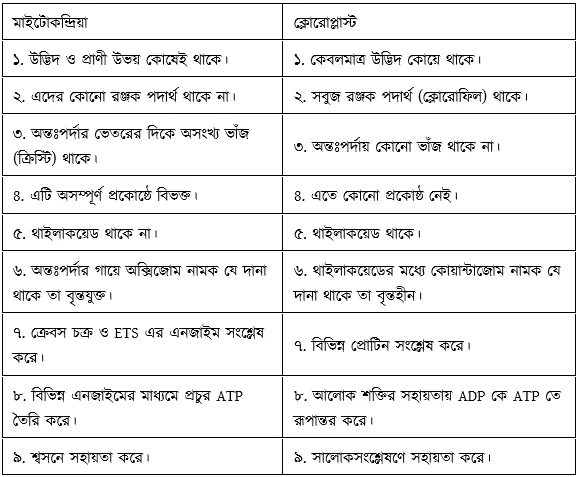 মাইটোকন্দ্রিয়া
ক্লোরোপ্লাস্ট
১. উদ্ভিদ ও প্রাণী উভয় কোষেই থাকে।
১. কেবলমাত্র উদ্ভিদ কোষে থাকে।
২. এদের কোনো রঞ্জক পদার্থ থাকে না।
২. সবুজ রঞ্জক পদার্থ (ক্লোরোফিল) থাকে।
৩. অন্তঃপর্দার ভেতরের দিকে অসংখ্য ভাঁজ
(ক্রিস্টি) থাকে।
৩. অন্তঃপর্দায় কোনো ভাঁজ থাকে না।
৪. এটি অসম্পূর্ণ প্রকোষ্ঠে বিভক্ত।
৪. এতে কোনো প্রকোষ্ঠ নেই।
৫. থাইলাকয়েড থাকে না।
৫. থাইলাকয়েড থাকে।
৬. অন্তঃপর্দার গায়ে অক্সিজোম নামক যে দানা
থাকে তা বৃন্তযুক্ত।
৬. থাইলাকয়েডের মধ্যে কোয়ান্টাজোম নামক যে
দানা থাকে তা বৃন্তহীন।
৭. ক্রেবস চক্র ও ETS এর এনজাইম সংশ্লেষ
করে।
৭. বিভিন্ন প্রোটিন সংশ্লেষ করে।
৮. বিভিন্ন এনজাইমের মাধ্যমে প্রচুর ATP
তৈরি করে।
৮. আলোক শক্তির সহায়তায় ADP কে ATP তে
রূপান্তর করে।
৯. শ্বসনে সহায়তা করে।
৯. সালোকসংশ্লেষণে সহায়তা করে।